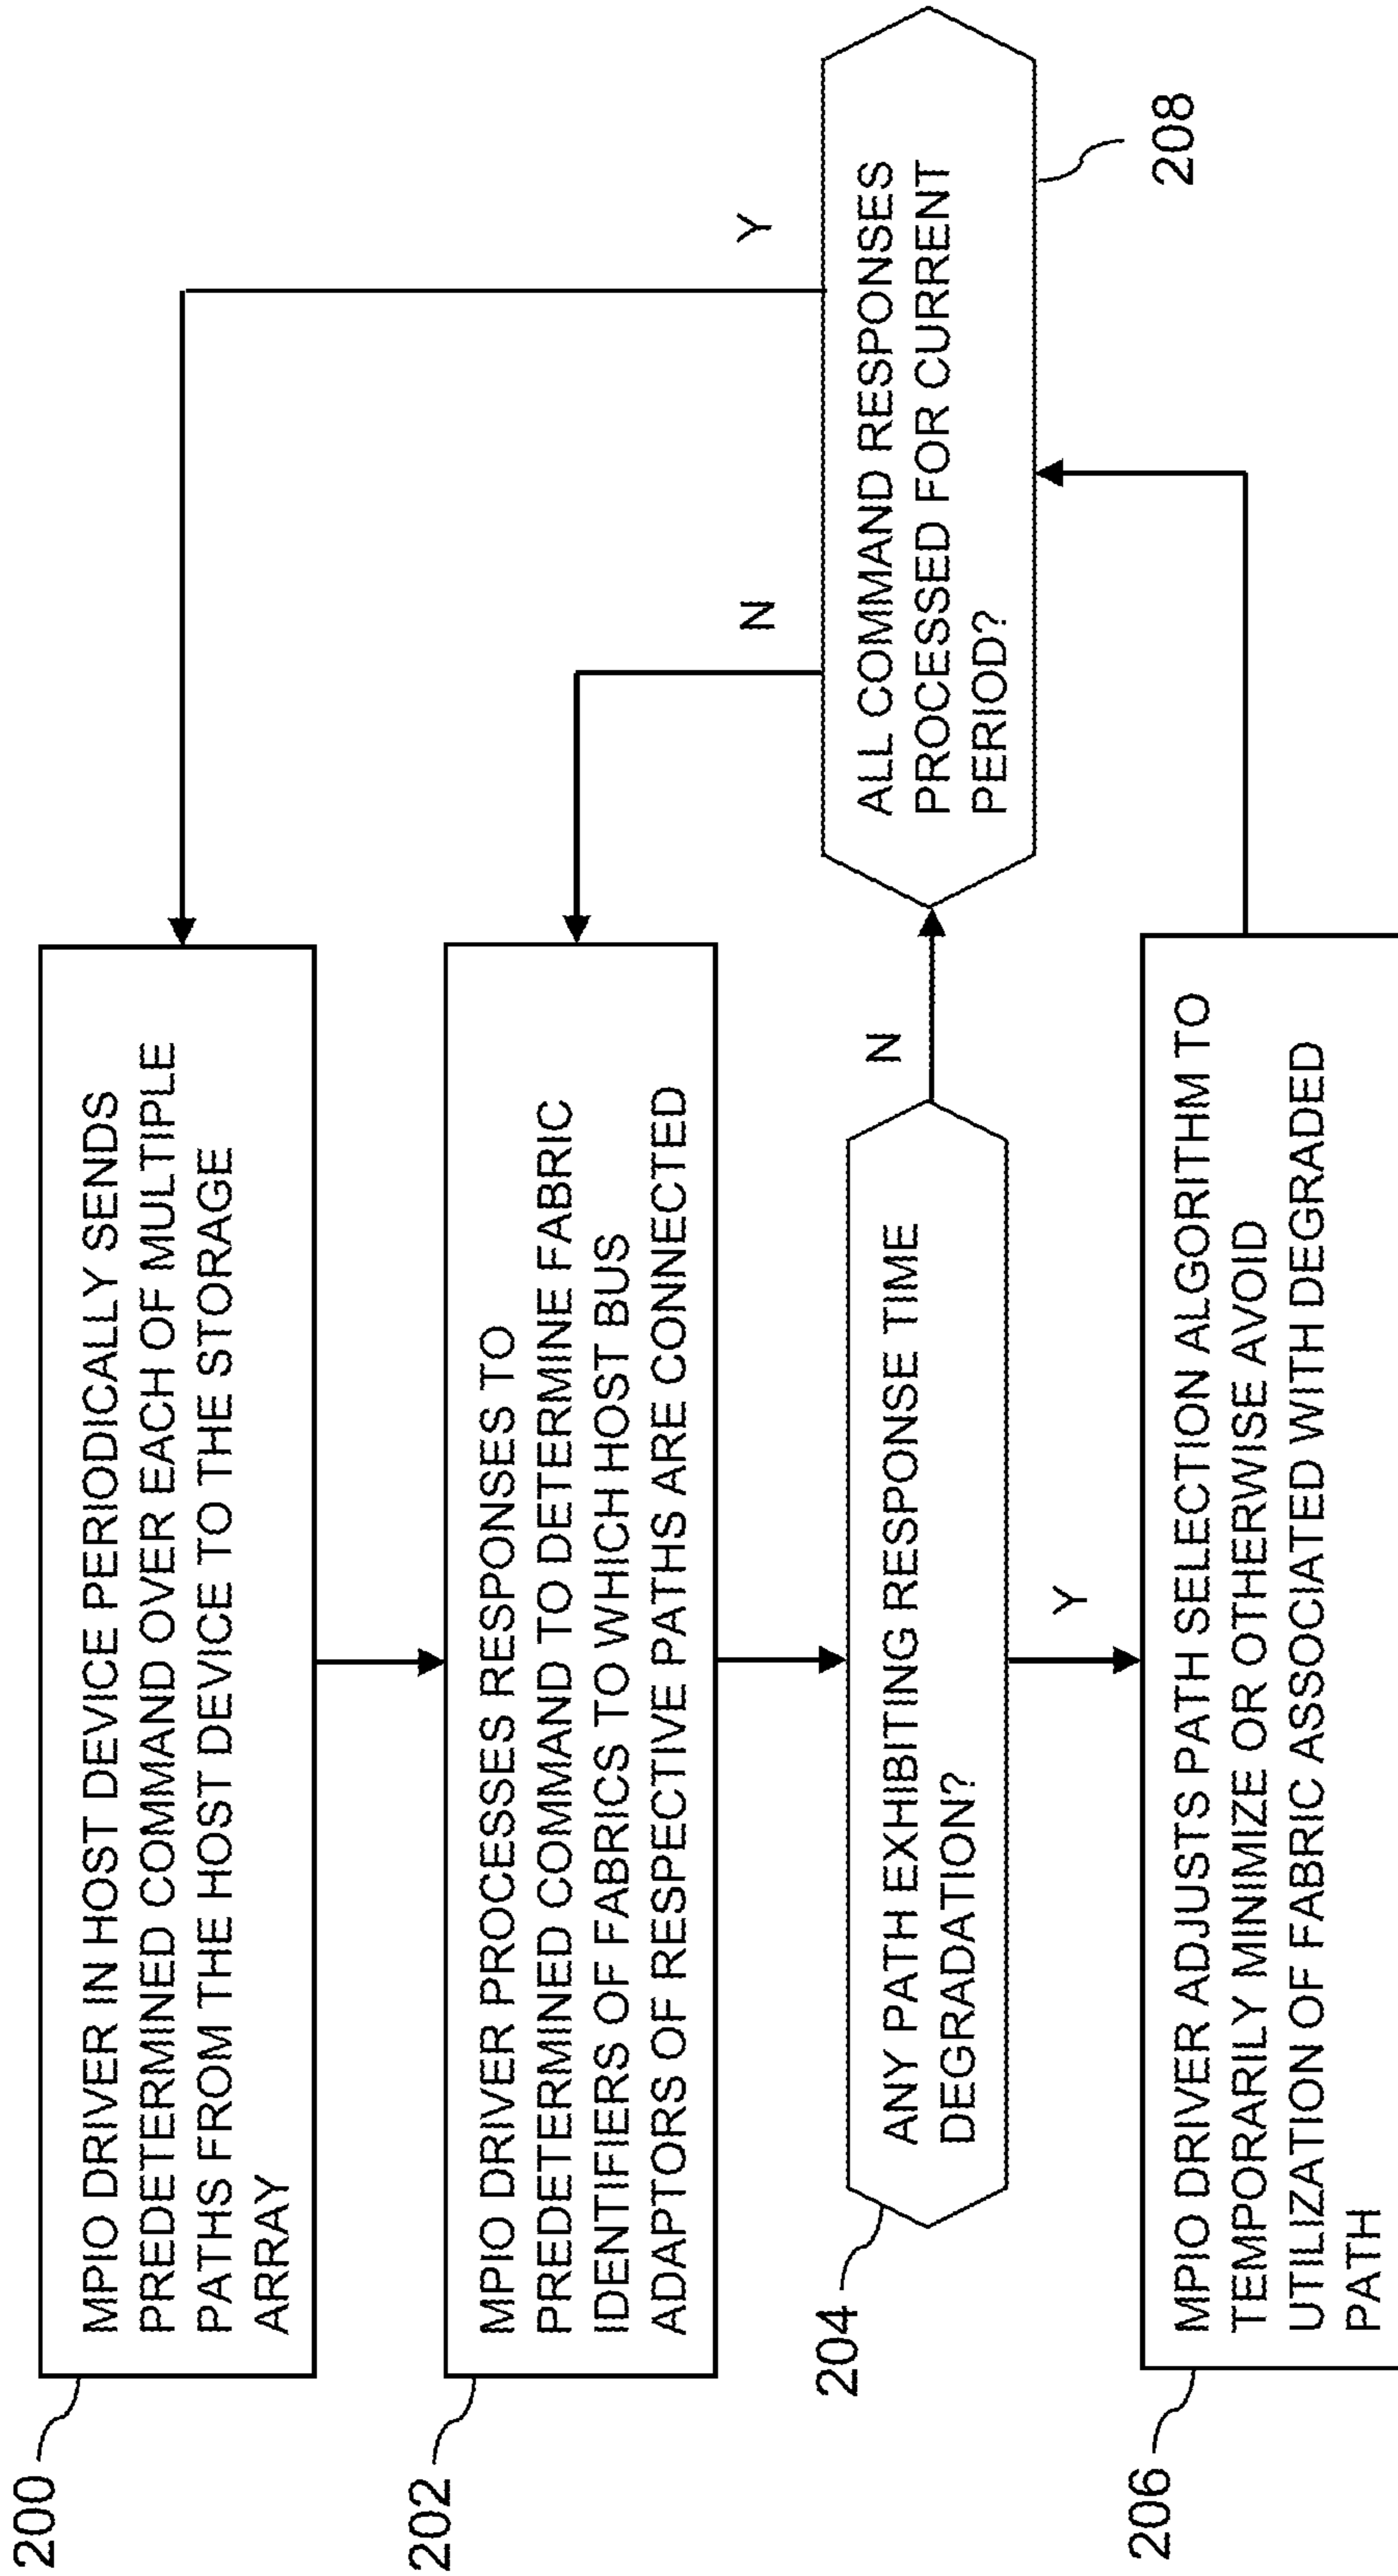 200
MPIO DRIVER IN HOST DEVICE PERIODICALLY SENDS
PREDETERMINED COMMAND OVER EACH OF MULTIPLE
PATHS FROM THE HOST DEVICE TO THE STORAGE
ARRAY
202
MPIO DRIVER PROCESSES RESPONSES TO
PREDETERMINED COMMAND TO DETERMINE FABRIC
IDENTIFIERS OF FABRICS TO WHICH HOST BUS
ADAPTORS OF RESPECTIVE PATHS ARE CONNECTED
204
ANY PATH EXHIBITING RESPONSE TIME
DEGRADATION?
N
Y
206
MPIO DRIVER ADJUSTS PATH SELECTION ALGORITHM TO
TEMPORARILY MINIMIZE OR OTHERWISE AVOID
UTILIZATION OF FABRIC ASSOCIATED WITH DEGRADED
PATH
N
Y
ALL COMMAND RESPONSES
PROCESSED FOR CURRENT
PERIOD?
208